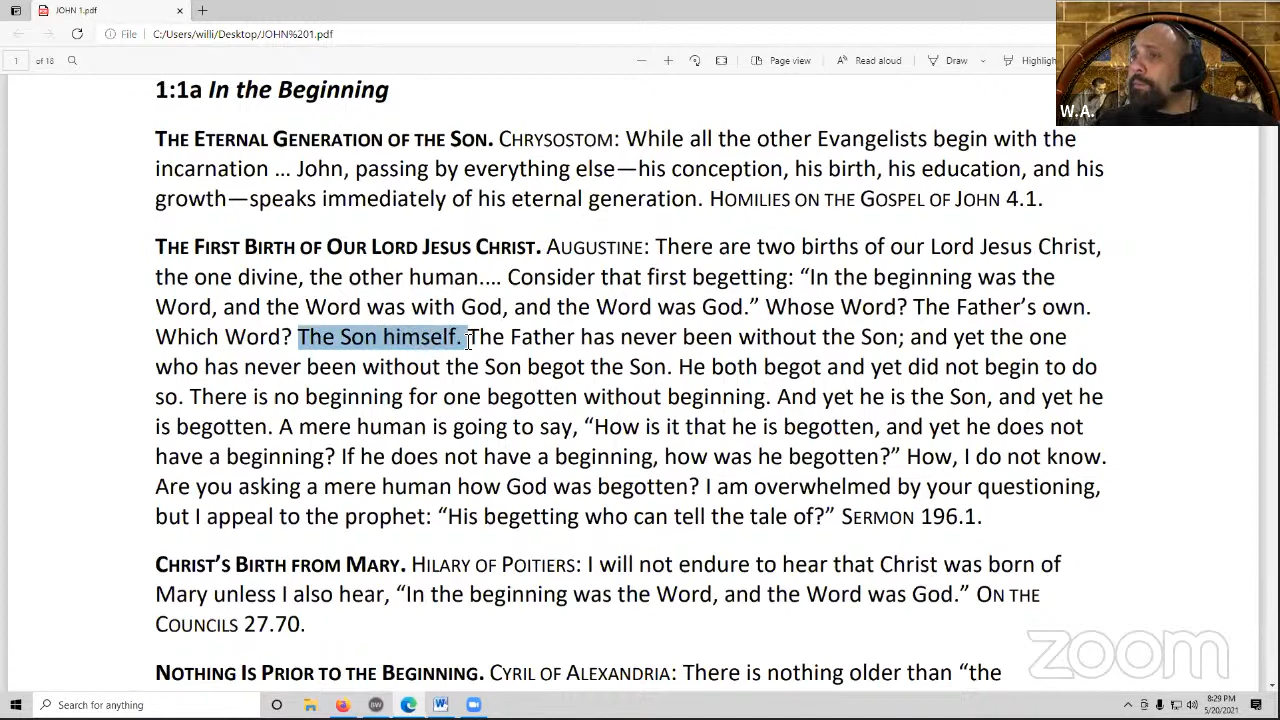 JOHN 1.pdf
File
C:/Users/willi/Desktop/JOHN%201.pdf
1 of 18
Page view
Read aloud
Draw
Highligh
W.A.
1:1a In the Beginning
THE ETERNAL GENERATION OF THE SON. CHRYSOSTOM: While all the other Evangelists begin with the
incarnation … John, passing by everything else—his conception, his birth, his education, and his
growth—speaks immediately of his eternal generation. HOMILIES ON THE GOSPEL OF JOHN 4.1.
THE FIRST BIRTH OF OUR LORD JESUS CHRIST. AUGUSTINE: There are two births of our Lord Jesus Christ,
the one divine, the other human.… Consider that first begetting: “In the beginning was the
Word, and the Word was with God, and the Word was God.” Whose Word? The Father’s own.
Which Word? The Son himself. The Father has never been without the Son; and yet the one
who has never been without the Son begot the Son. He both begot and yet did not begin to do
so. There is no beginning for one begotten without beginning. And yet he is the Son, and yet he
is begotten. A mere human is going to say, “How is it that he is begotten, and yet he does not
have a beginning? If he does not have a beginning, how was he begotten?” How, I do not know.
Are you asking a mere human how God was begotten? I am overwhelmed by your questioning,
but I appeal to the prophet: “His begetting who can tell the tale of?” SERMON 196.1.
CHRIST’S BIRTH FROM MARY. HILARY OF POITIERS: I will not endure to hear that Christ was born of
Mary unless I also hear, “In the beginning was the Word, and the Word was God.” ON THE
COUNCILS 27.70.
NOTHING IS PRIOR TO THE BEGINNING. CYRIL OF ALEXANDRIA: There is nothing older than “the
zoom
Search for anything
8:29 PM
5/20/2021